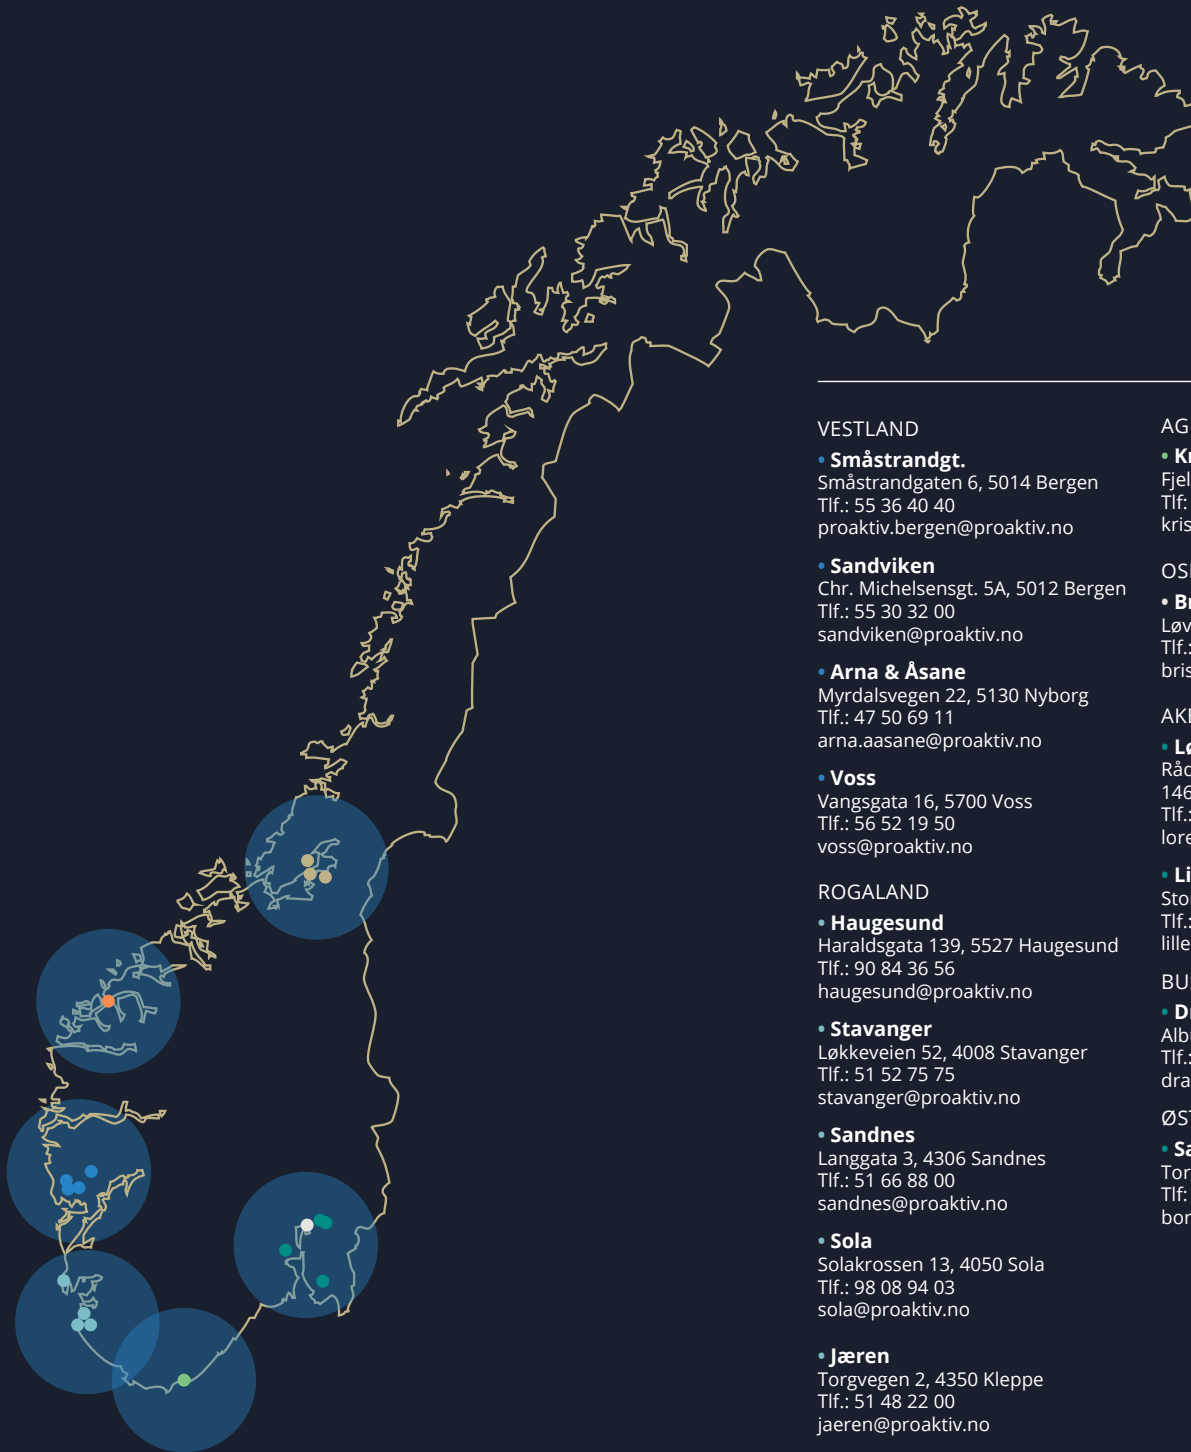 VESTLAND
• Småstrandgt.
Småstrandgaten 6, 5014 Bergen
Tlf.: 55 36 40 40
proaktiv.bergen@proaktiv.no
• Sandviken
Chr. Michelsensgt. 5A, 5012 Bergen
Tlf.: 55 30 32 00
sandviken@proaktiv.no
• Arna & Åsane
Myrdalsvegen 22, 5130 Nyborg
Tlf.: 47 50 69 11
arna.aasane@proaktiv.no
• Voss
Vangsgata 16, 5700 Voss
Tlf.: 56 52 19 50
voss@proaktiv.no
ROGALAND
• Haugesund
Haraldsgata 139, 5527 Haugesund
Tlf.: 90 84 36 56
haugesund@proaktiv.no
• Stavanger
Løkkeveien 52, 4008 Stavanger
Tlf.: 51 52 75 75
stavanger@proaktiv.no
• Sandnes
Langgata 3, 4306 Sandnes
Tlf.: 51 66 88 00
sandnes@proaktiv.no
• Sola
Solakrossen 13, 4050 Sola
Tlf.: 98 08 94 03
sola@proaktiv.no
• Jæren
Torgvegen 2, 4350 Kleppe
Tlf.: 51 48 22 00
jaeren@proaktiv.no
Tlf:
Tlf.:
Tlf.:
Tlf.:
Tlf.:
Tlf: